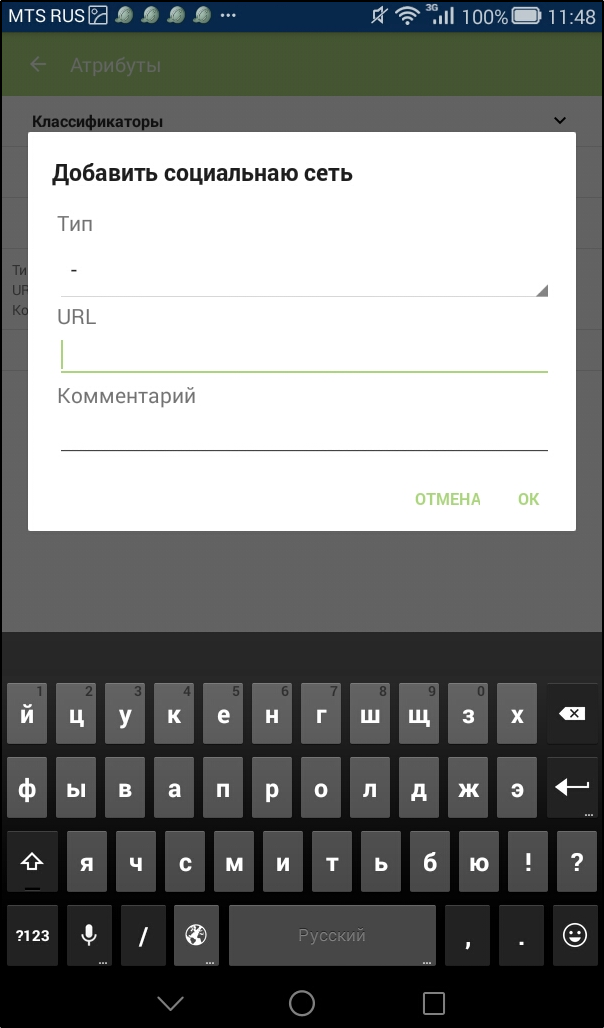 MTS RUS ... 3G 100% 11:48
Атрибуты
Классификаторы
Добавить социальнаю сеть
Ти
Тип
-
UR
URL
Ко
Комментарий
ОТМЕНА ОК
1 2 3 4 5 6 7 8 9 0
й ц у к е н г ш щ з х
ф ы в а п р о л д ж э
...
я ч с м и т ь б ю ! ?
?123 / Русский , .
... ... ...